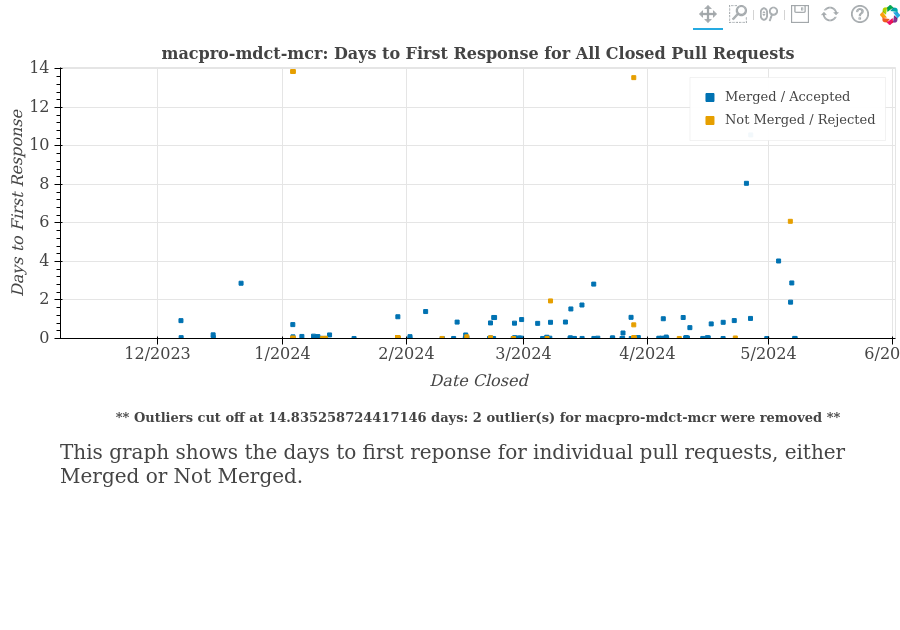 macpro-mdct-mcr: Days to First Response for All Closed Pull Requests
14
12
10
8
6
4
2
0
Days to First Response
Merged / Accepted
Not Merged / Rejected
12/2023
1/2024
2/2024
3/2024
4/2024
5/2024
6/20
Date Closed
** Outliers cut off at 14.835258724417146 days: 2 outlier(s) for macpro-mdct-mcr were removed **
This graph shows the days to first reponse for individual pull requests, either
Merged or Not Merged.